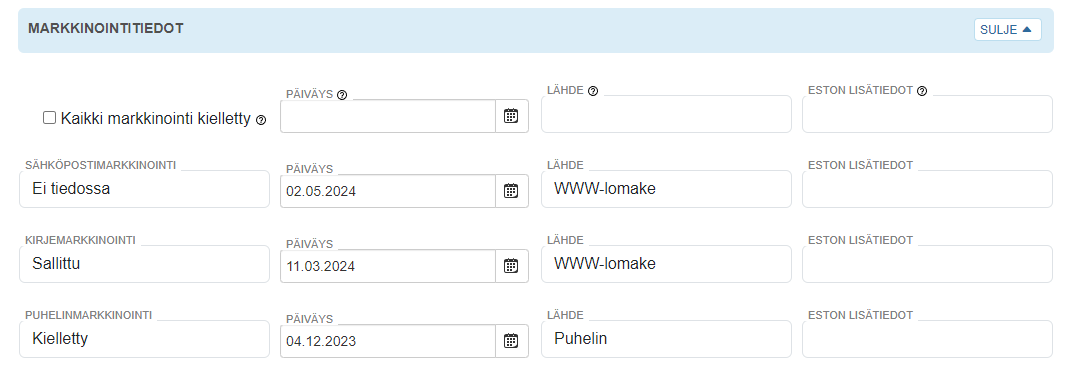 MARKKINOINTITIEDOT
SULJE
Kaikki markkinointi kielletty
PÄIVÄYS
LÄHDE
ESTON LISÄTIEDOT
SÄHKÖPOSTIMARKKINOINTI
Ei tiedossa
PÄIVÄYS
02.05.2024
LÄHDE
WWW-lomake
ESTON LISÄTIEDOT
KIRJEMARKKINOINTI
Sallittu
PÄIVÄYS
11.03.2024
LÄHDE
WWW-lomake
ESTON LISÄTIEDOT
PUHELINMARKKINOINTI
Kielletty
PÄIVÄYS
04.12.2023
LÄHDE
Puhelin
ESTON LISÄTIEDOT